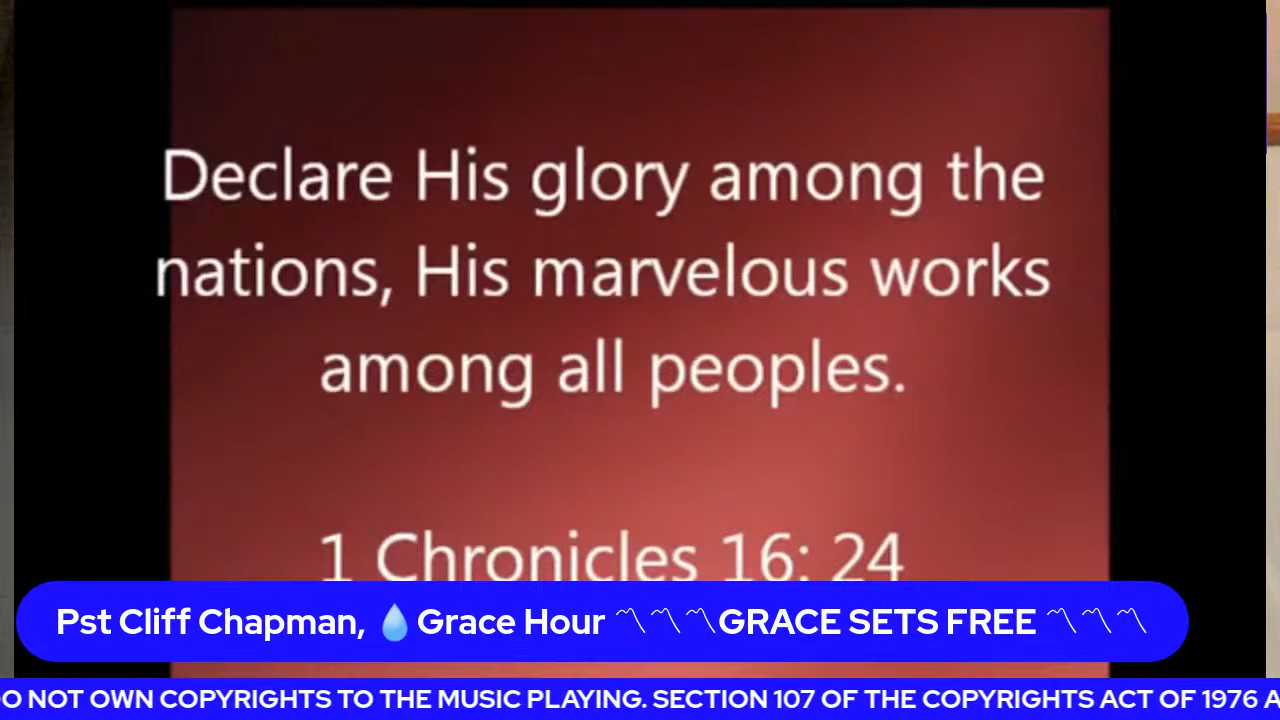 Declare His glory among the
nations, His marvelous works
among all peoples.
1 Chronicles 16: 24
Pst Cliff Chapman, 💧Grace Hour 〽〽〽GRACE SETS FREE 〽〽〽
O NOT OWN COPYRIGHTS TO THE MUSIC PLAYING. SECTION 107 OF THE COPYRIGHTS ACT OF 1976 A